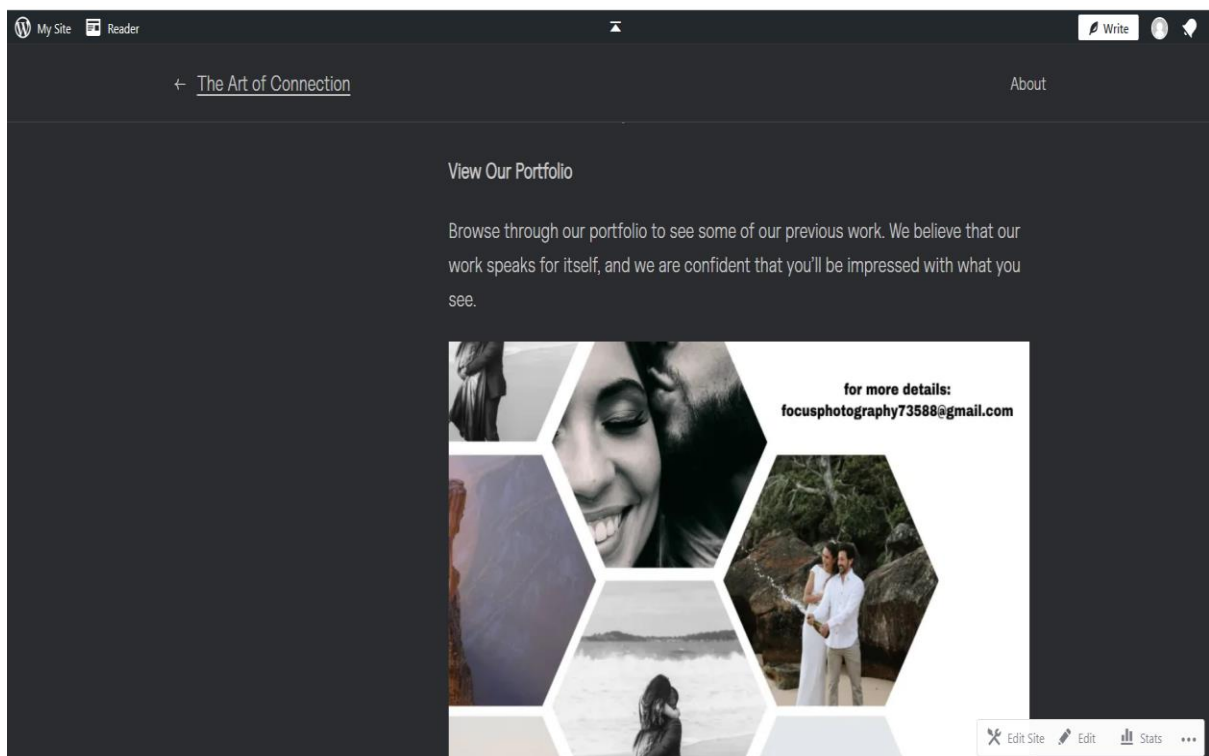 My Site Reader Write
← The Art of Connection About
View Our Portfolio
Browse through our portfolio to see some of our previous work. We believe that our
work speaks for itself, and we are confident that you'll be impressed with what you
see.
for more details:
focusphotography73588@gmail.com
Edit Site Edit Stats ...